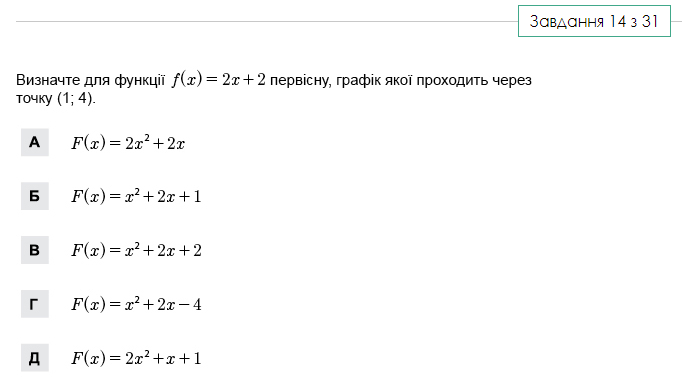 Завдання 14 з 31
Визначте для функції f(x) = 2x + 2 первісну, графік якої проходить через
точку (1; 4).
А F(x) = 2x² + 2x
Б F(x) = x² + 2x + 1
В F(x) = x² + 2x + 2
Г F(x) = x² + 2x − 4
Д F(x) = 2x² + x + 1